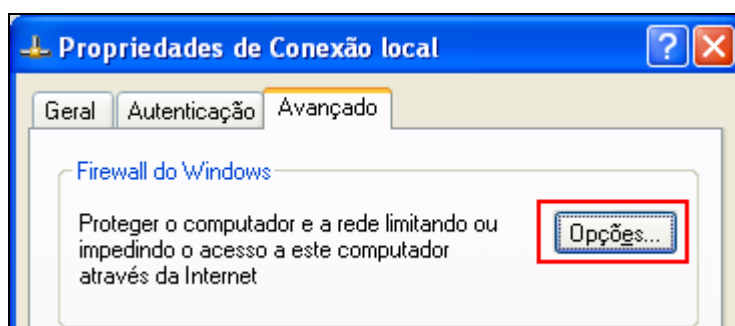 Propriedades de Conexão local
Geral Autenticação Avançado
Firewall do Windows
Proteger o computador e a rede limitando ou
impedindo o acesso a este computador
através da Internet
Opções...